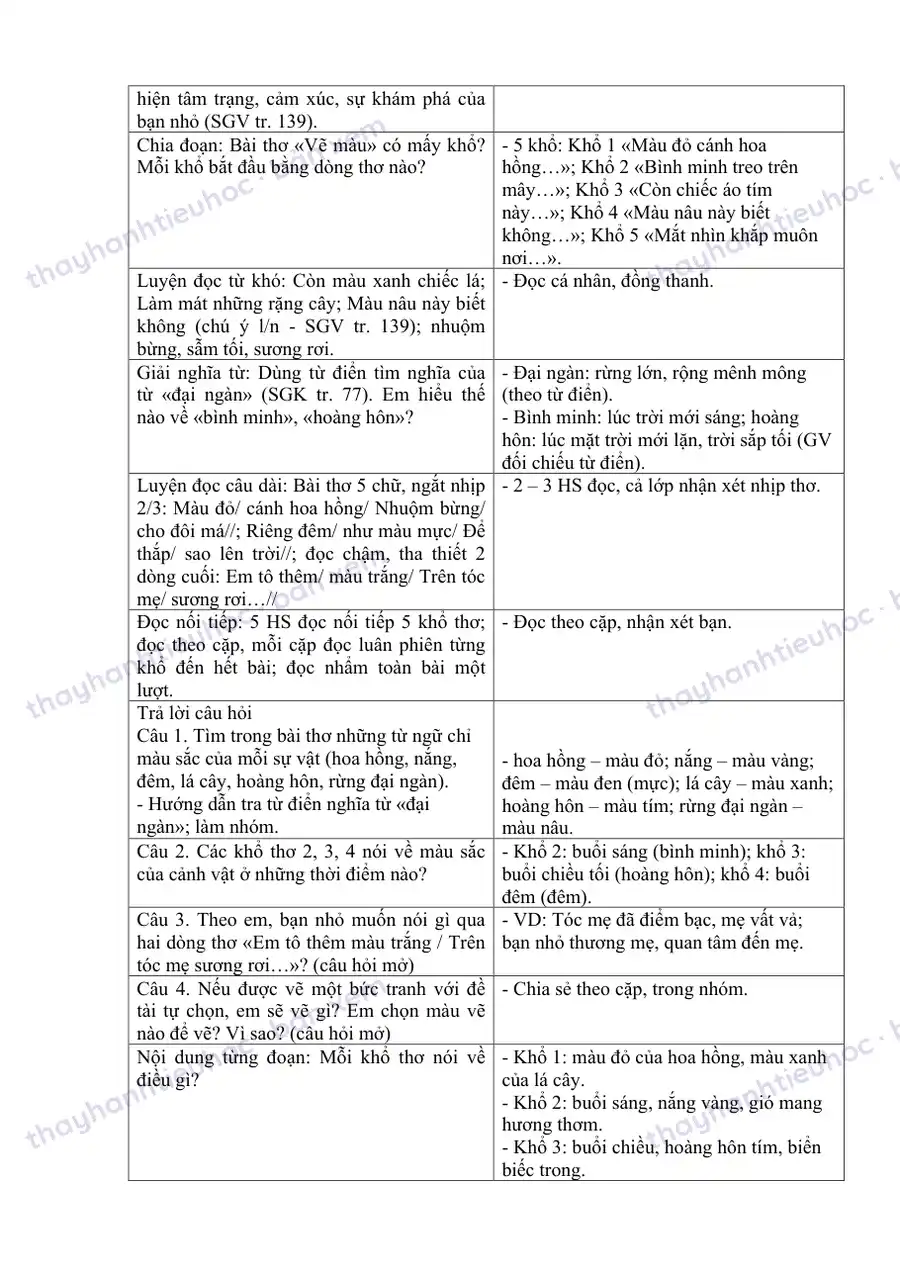 hiện tâm trạng, cảm xúc, sự khám phá của
bạn nhỏ (SGV tr. 139).
Chia đoạn: Bài thơ «Vẽ màu» có mấy khổ?
Mỗi khổ bắt đầu bằng dòng thơ nào?
- 5 khổ: Khổ 1 «Màu đỏ cánh hoa
hồng…»; Khổ 2 «Bình minh treo trên
mây…»; Khổ 3 «Còn chiếc áo tím
này…»; Khổ 4 «Màu nâu này biết
không…»; Khổ 5 «Mắt nhìn khắp muôn
nơi…».
Luyện đọc từ khó: Còn màu xanh chiếc lá;
Làm mát những rặng cây; Màu nâu này biết
không (chú ý l/n - SGV tr. 139); nhuộm
bừng, sẫm tối, sương rơi.
- Đọc cá nhân, đồng thanh.
Giải nghĩa từ: Dùng từ điển tìm nghĩa của
từ «đại ngàn» (SGK tr. 77). Em hiểu thế
nào về «bình minh», «hoàng hôn»?
- Đại ngàn: rừng lớn, rộng mênh mông
(theo từ điển).
- Bình minh: lúc trời mới sáng; hoàng
hôn: lúc mặt trời mới lặn, trời sắp tối (GV
đối chiếu từ điển).
Luyện đọc câu dài: Bài thơ 5 chữ, ngắt nhịp
2/3: Màu đỏ/ cánh hoa hồng/ Nhuộm bừng/
cho đôi má//; Riêng đêm/ như màu mực/ Để
thắp/ sao lên trời//; đọc chậm, tha thiết 2
dòng cuối: Em tô thêm/ màu trắng/ Trên tóc
mẹ/ sương rơi…//
- 2 – 3 HS đọc, cả lớp nhận xét nhịp thơ.
Đọc nối tiếp: 5 HS đọc nối tiếp 5 khổ thơ;
đọc theo cặp, mỗi cặp đọc luân phiên từng
khổ đến hết bài; đọc nhẩm toàn bài một
lượt.
- Đọc theo cặp, nhận xét bạn.
Trả lời câu hỏi
Câu 1. Tìm trong bài thơ những từ ngữ chỉ
màu sắc của mỗi sự vật (hoa hồng, nắng,
đêm, lá cây, hoàng hôn, rừng đại ngàn).
- Hướng dẫn tra từ điển nghĩa từ «đại
ngàn»; làm nhóm.
- hoa hồng – màu đỏ; nắng – màu vàng;
đêm – màu đen (mực); lá cây – màu xanh;
hoàng hôn – màu tím; rừng đại ngàn –
màu nâu.
Câu 2. Các khổ thơ 2, 3, 4 nói về màu sắc
của cảnh vật ở những thời điểm nào?
- Khổ 2: buổi sáng (bình minh); khổ 3:
buổi chiều tối (hoàng hôn); khổ 4: buổi
đêm (đêm).
Câu 3. Theo em, bạn nhỏ muốn nói gì qua
hai dòng thơ «Em tô thêm màu trắng / Trên
tóc mẹ sương rơi…»? (câu hỏi mở)
- VD: Tóc mẹ đã điểm bạc, mẹ vất vả;
bạn nhỏ thương mẹ, quan tâm đến mẹ.
Câu 4. Nếu được vẽ một bức tranh với đề
tài tự chọn, em sẽ vẽ gì? Em chọn màu vẽ
nào để vẽ? Vì sao? (câu hỏi mở)
- Chia sẻ theo cặp, trong nhóm.
Nội dung từng đoạn: Mỗi khổ thơ nói về
điều gì?
- Khổ 1: màu đỏ của hoa hồng, màu xanh
của lá cây.
- Khổ 2: buổi sáng, nắng vàng, gió mang
hương thơm.
- Khổ 3: buổi chiều, hoàng hôn tím, biển
biếc trong.
thayhanhtieuhoc · bản xem
thayhanhtieuhoc · b
thayhanhtieuhoc · bản xem
thayhanhtieuhoc · b
thayhanhtieuhoc · bản xem
thayhanhtieuhoc · b